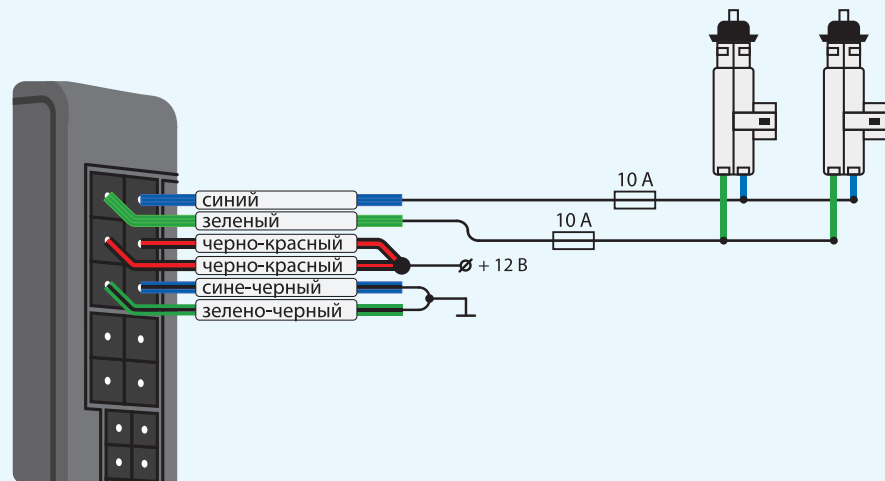 10 А
синий
10 А
зеленый
черно-красный
черно-красный
+ 12 В
сине-черный
зелено-черный